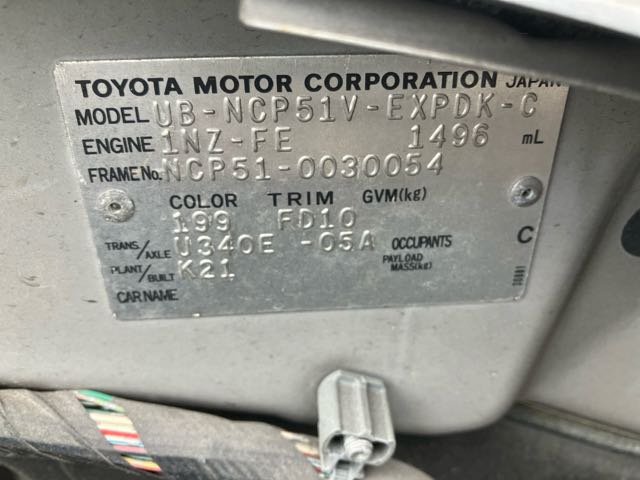 TOYOTA MOTOR CORPORATION JAPAN
MODEL UB-NCP51V-EXPDK-C
ENGINE 1NZ-FE 1496 mL
FRAME No. NCP51-0030054
COLOR TRIM GVM(kg)
199 FD10
TRANS./AXLE U340E -05A OCCUPANTS C
PLANT/BUILT K21 PAYLOAD MASS(kg)
CAR NAME